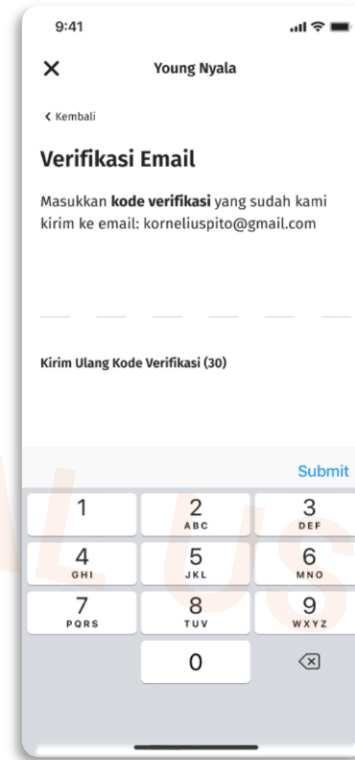 9:41
Young Nyala
Kembali
Verifikasi Email
Masukkan kode verifikasi yang sudah kami
kirim ke email: korneliuspito@gmail.com
Kirim Ulang Kode Verifikasi (30)
Submit
1 2 3
ABC DEF
4 5 6
GHI JKL MNO
7 8 9
PQRS TUV WXYZ
0
AL US